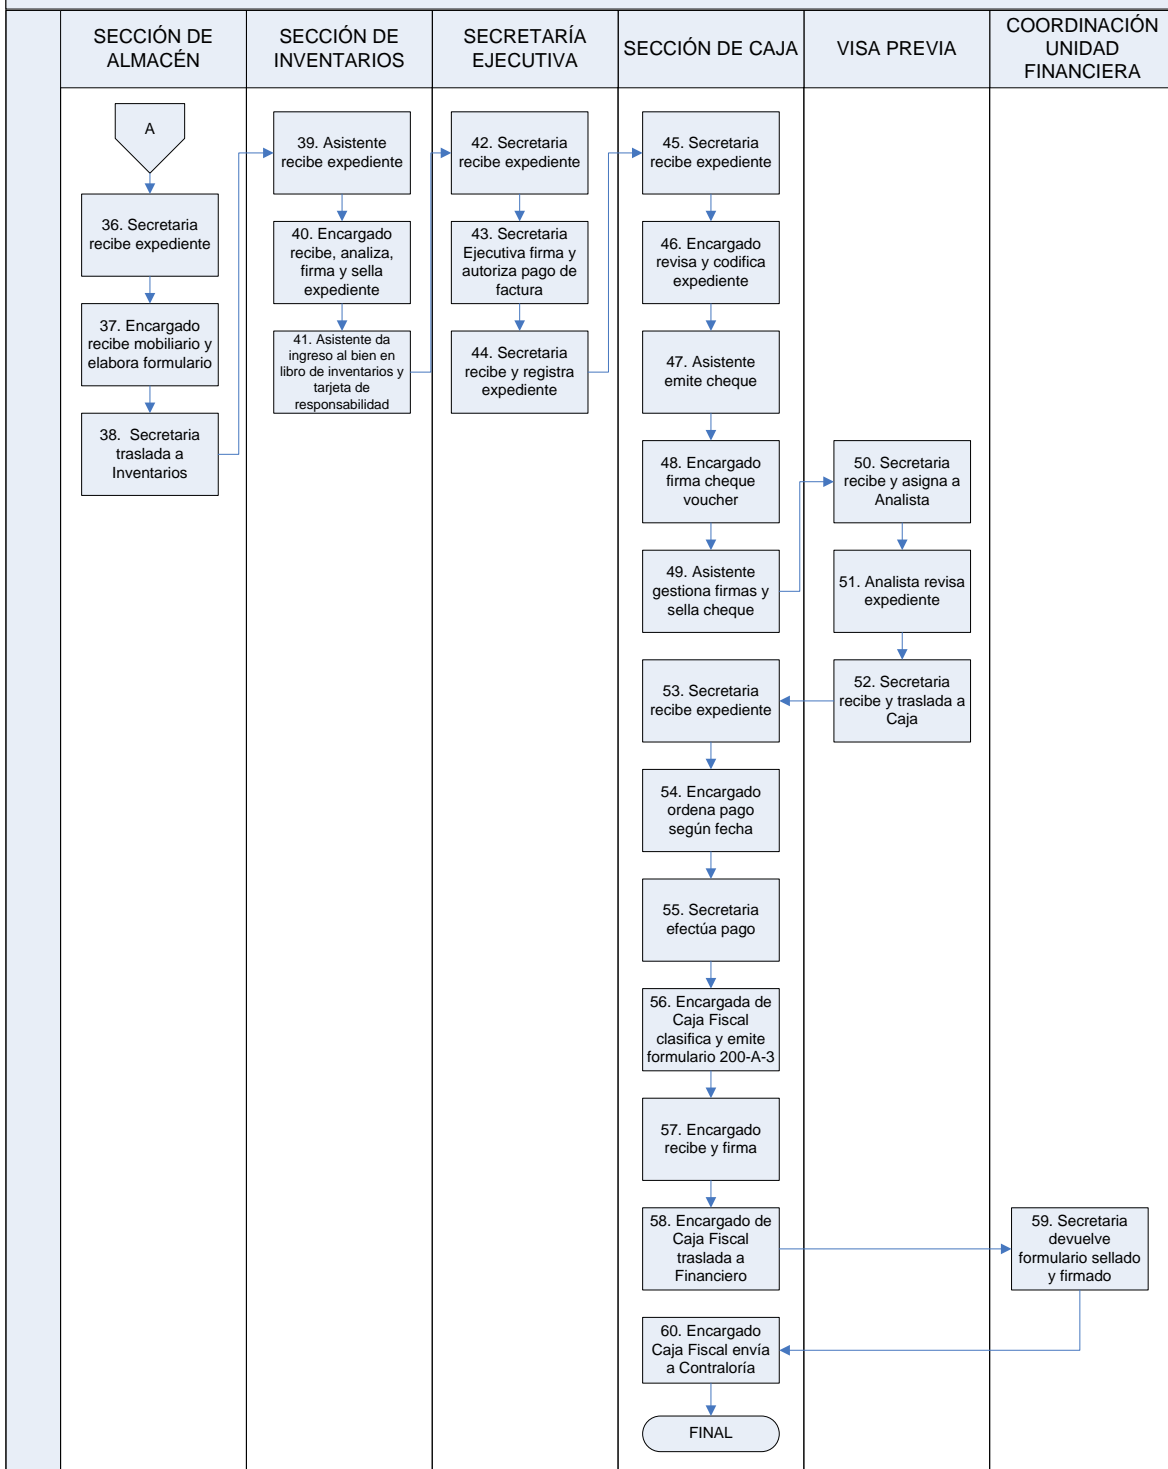 SECCIÓN DE
ALMACÉN
SECCIÓN DE
INVENTARIOS
SECRETARÍA
EJECUTIVA
SECCIÓN DE CAJA
VISA PREVIA
COORDINACIÓN
UNIDAD
FINANCIERA
A
36. Secretaria
recibe expediente
37. Encargado
recibe mobiliario y
elabora formulario
38.  Secretaria
traslada a
Inventarios
39. Asistente
recibe expediente
40. Encargado
recibe, analiza,
firma y sella
expediente
41. Asistente da
ingreso al bien en
libro de inventarios y
tarjeta de
responsabilidad
42. Secretaria
recibe expediente
43. Secretaria
Ejecutiva firma y
autoriza pago de
factura
44. Secretaria
recibe y registra
expediente
45. Secretaria
recibe expediente
46. Encargado
revisa y codifica
expediente
47. Asistente
emite cheque
48. Encargado
firma cheque
voucher
49. Asistente
gestiona firmas y
sella cheque
50. Secretaria
recibe y asigna a
Analista
51. Analista revisa
expediente
52. Secretaria
recibe y traslada a
Caja
53. Secretaria
recibe expediente
54. Encargado
ordena pago
según fecha
55. Secretaria
efectúa pago
56. Encargada de
Caja Fiscal
clasifica y emite
formulario 200-A-3
57. Encargado
recibe y firma
58. Encargado de
Caja Fiscal
traslada a
Financiero
59. Secretaria
devuelve
formulario sellado
y firmado
60. Encargado
Caja Fiscal envía
a Contraloría
FINAL